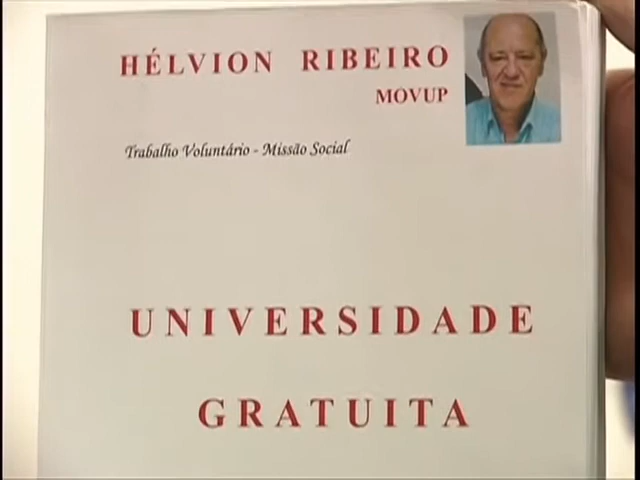 HÉLVION RIBEIRO
MOVUP
Trabalho Voluntário - Missão Social
UNIVERSIDADE
GRATUITA